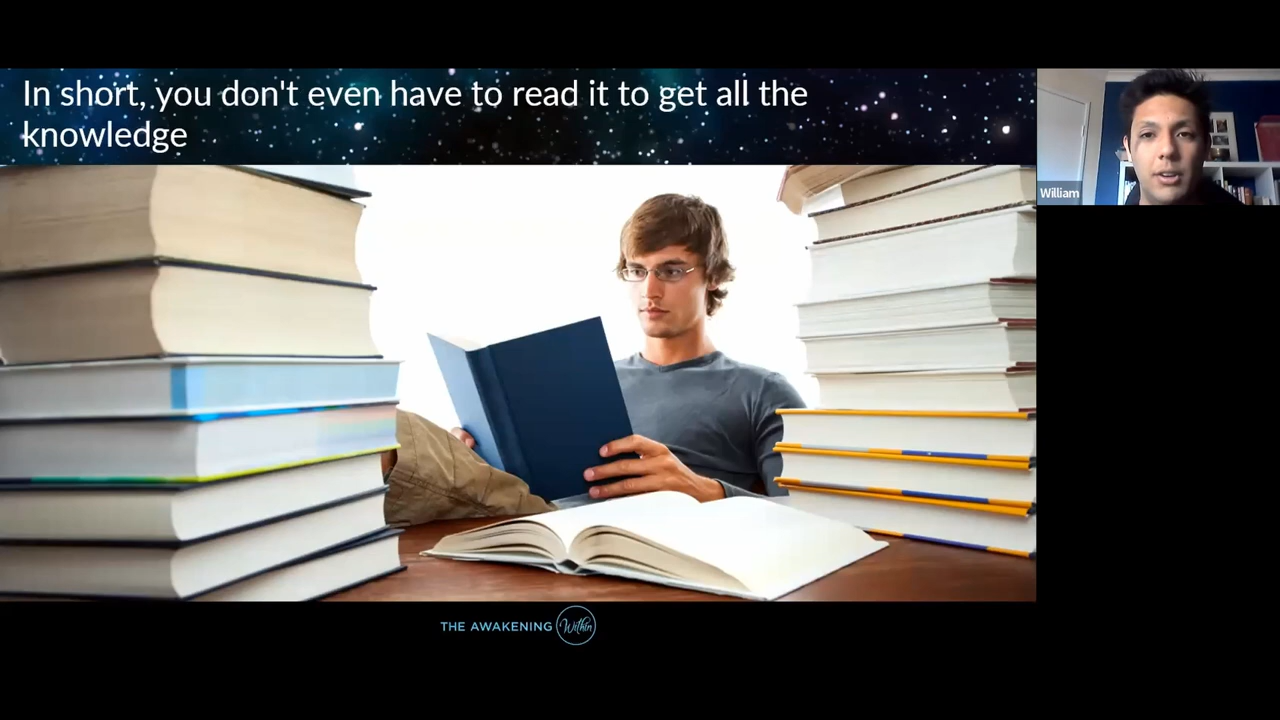 In short, you don't even have to read it to get all the
knowledge
William
THE AWAKENING Within